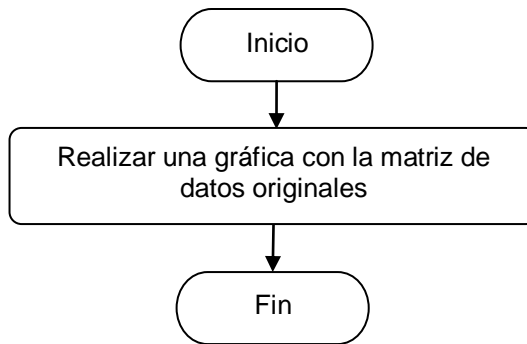 Inicio
Realizar una gráfica con la matriz de
datos originales
Fin